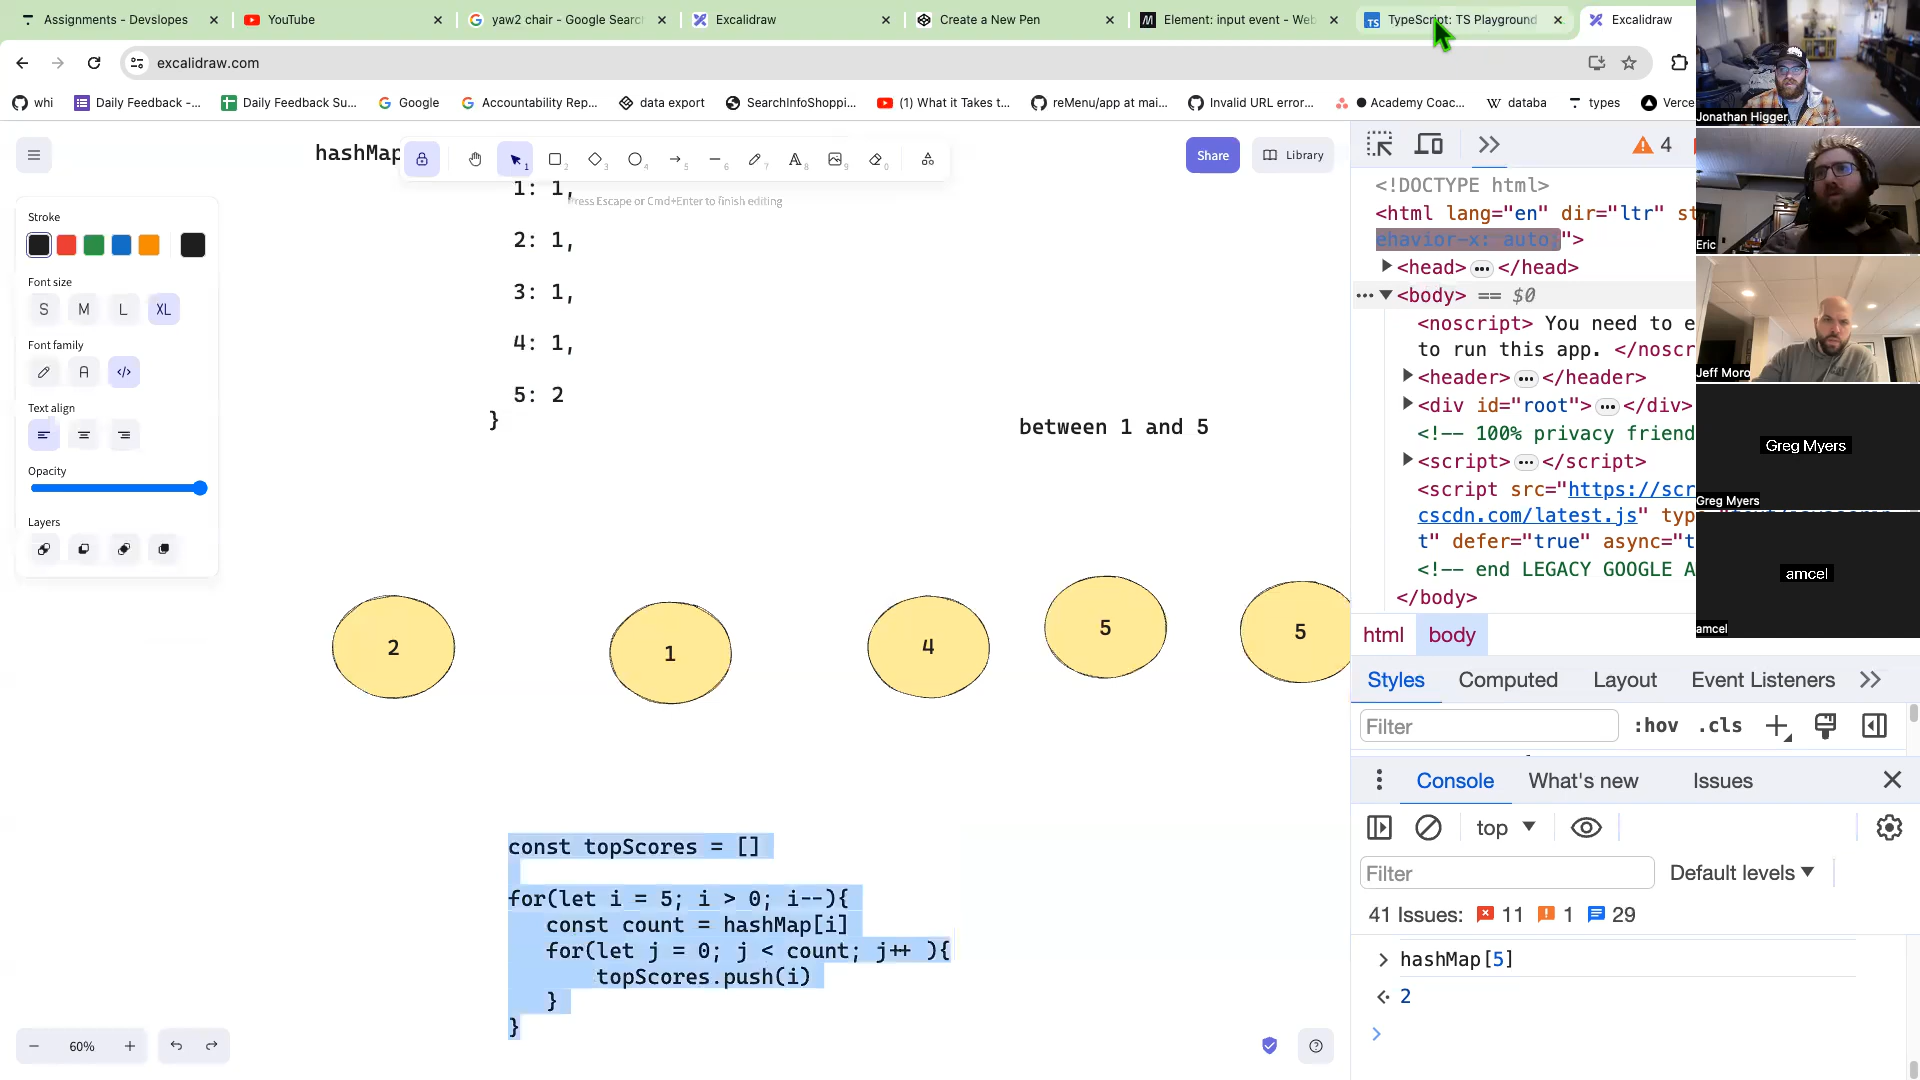 Assignments - Devslopes
YouTube
yaw2 chair - Google Search
Excalidraw
Create a New Pen
Element: input event - Web
TypeScript: TS Playground
Excalidraw
excalidraw.com
whi
Daily Feedback -...
Daily Feedback Su...
Google
Accountability Rep...
data export
SearchInfoShoppi...
(1) What it Takes t...
reMenu/app at mai...
Invalid URL error...
Academy Coac...
databa
types
Verce
Jonathan Higger
Eric
Jeff Moro
Greg Myers
Greg Myers
amcel
amcel
hashMap
1
2
3
4
5
6
7
8
9
0
Share
Library
Press Escape or Cmd+Enter to finish editing
1: 1,
2: 1,
3: 1,
4: 1,
5: 2
}
between 1 and 5
Stroke
Font size
S
M
L
XL
Font family
Text align
Opacity
Layers
2
1
4
5
5
const topScores = []
for(let i = 5; i > 0; i--){
const count = hashMap[i]
for(let j = 0; j < count; j++ ){
topScores.push(i)
}
}
60%
4
<!DOCTYPE html>
<html lang="en" dir="ltr" st
ehavior-x: auto;">
<head> ... </head>
... <body> == $0
<noscript> You need to e
to run this app. </noscr
<header> ... </header>
<div id="root"> ... </div>
<!-- 100% privacy friend
<script> ... </script>
<script src="https://scr
cscdn.com/latest.js" typ
t" defer="true" async="t
<!-- end LEGACY GOOGLE A
</body>
html
body
Styles
Computed
Layout
Event Listeners
Filter
:hov
.cls
Console
What's new
Issues
top
Filter
Default levels
41 Issues:
11
1
29
hashMap[5]
2